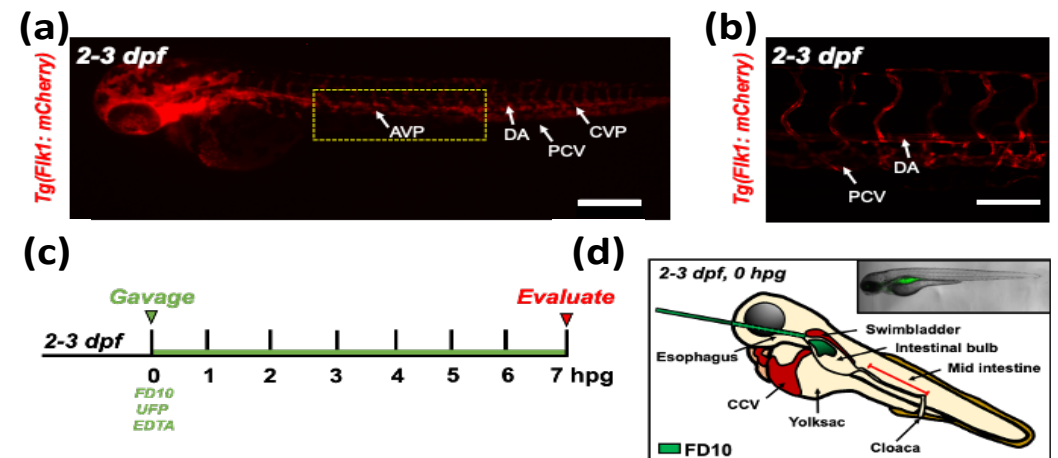 (a)
2-3 dpf
Tg(Flk1: mCherry)
AVP
DA
PCV
CVP
(b)
2-3 dpf
Tg(Flk1: mCherry)
DA
PCV
(c)
Gavage
Evaluate
2-3 dpf
0 1 2 3 4 5 6 7 hpg
FD10
UFP
EDTA
(d)
2-3 dpf, 0 hpg
Swimbladder
Esophagus
Intestinal bulb
Mid intestine
CCV
Yolksac
Cloaca
FD10